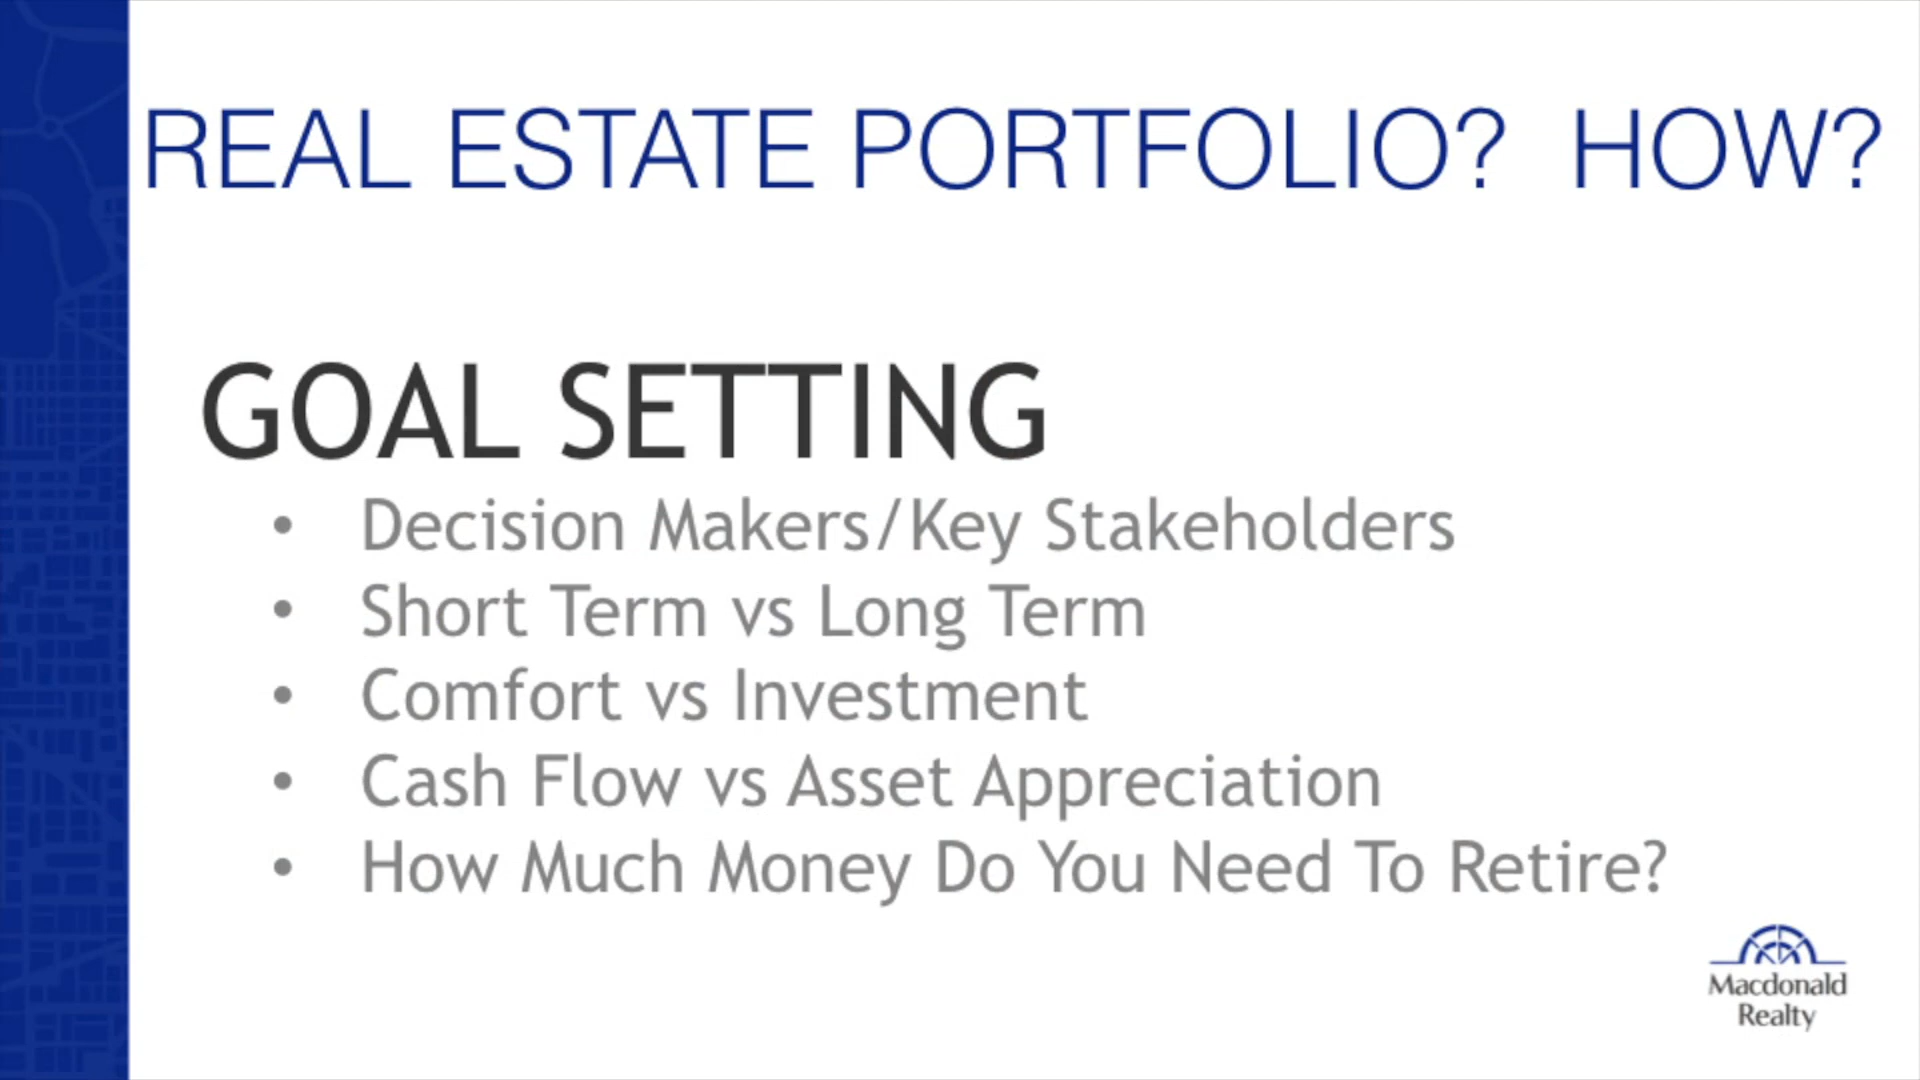 REAL ESTATE PORTFOLIO? HOW?
GOAL SETTING
• Decision Makers/Key Stakeholders
• Short Term vs Long Term
• Comfort vs Investment
• Cash Flow vs Asset Appreciation
• How Much Money Do You Need To Retire?
Macdonald
Realty